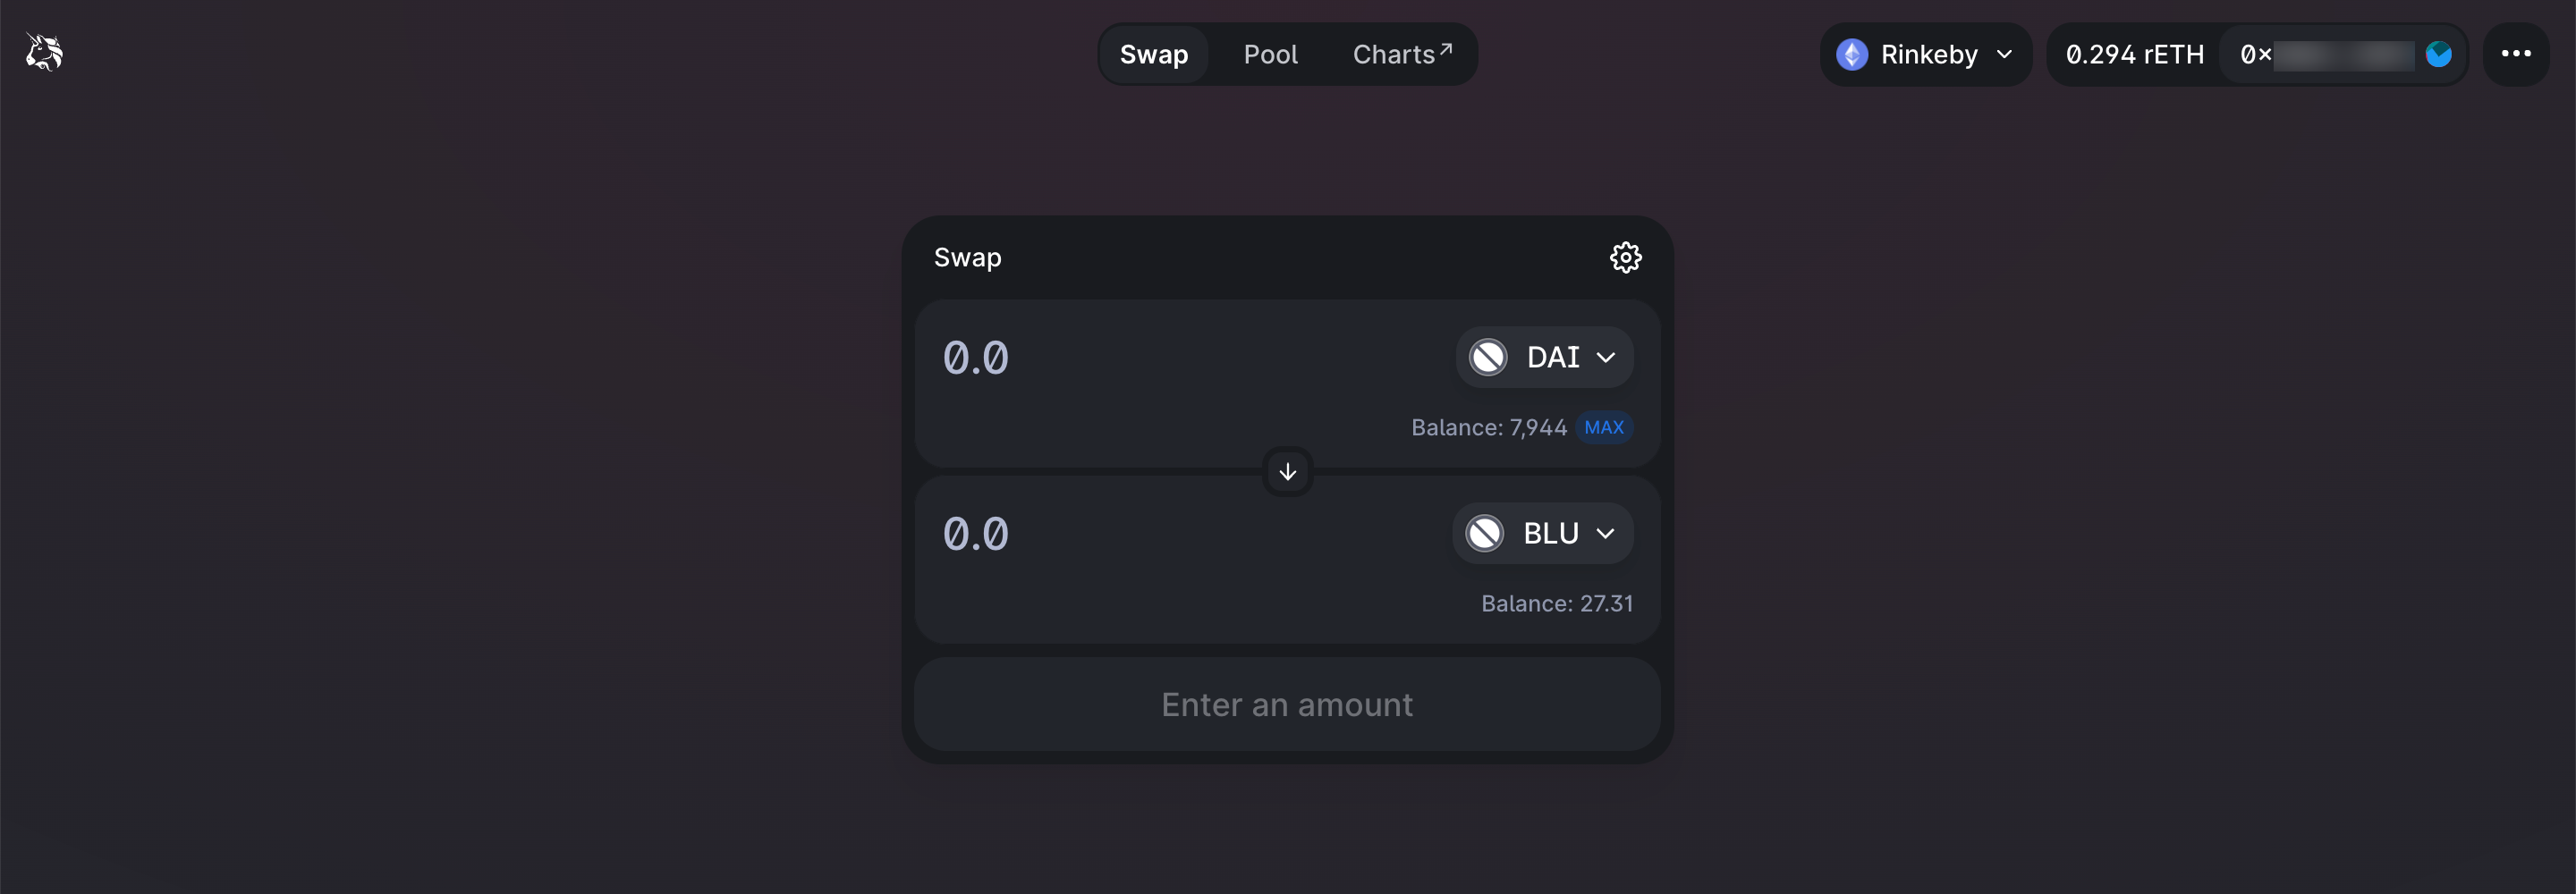 Swap Pool Charts↗ Rinkeby 0.294 rETH 0x
Swap
0.0 DAI
Balance: 7,944 MAX
0.0 BLU
Balance: 27.31
Enter an amount